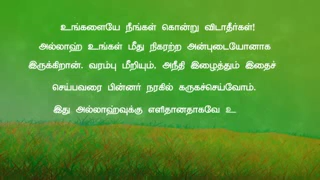 உங்களையே நீங்கள் கொன்று விடாதீர்கள்!
அல்லாஹ் உங்கள் மீது நிகரற்ற அன்புடையோனாக
இருக்கிறான். வரம்பு மீறியும், அநீதி இழைத்தும் இதைச்
செய்பவரை பின்னர் நரகில் கருகச்செய்வோம்.
இது அல்லாஹ்வுக்கு எளிதானதாகவே உ